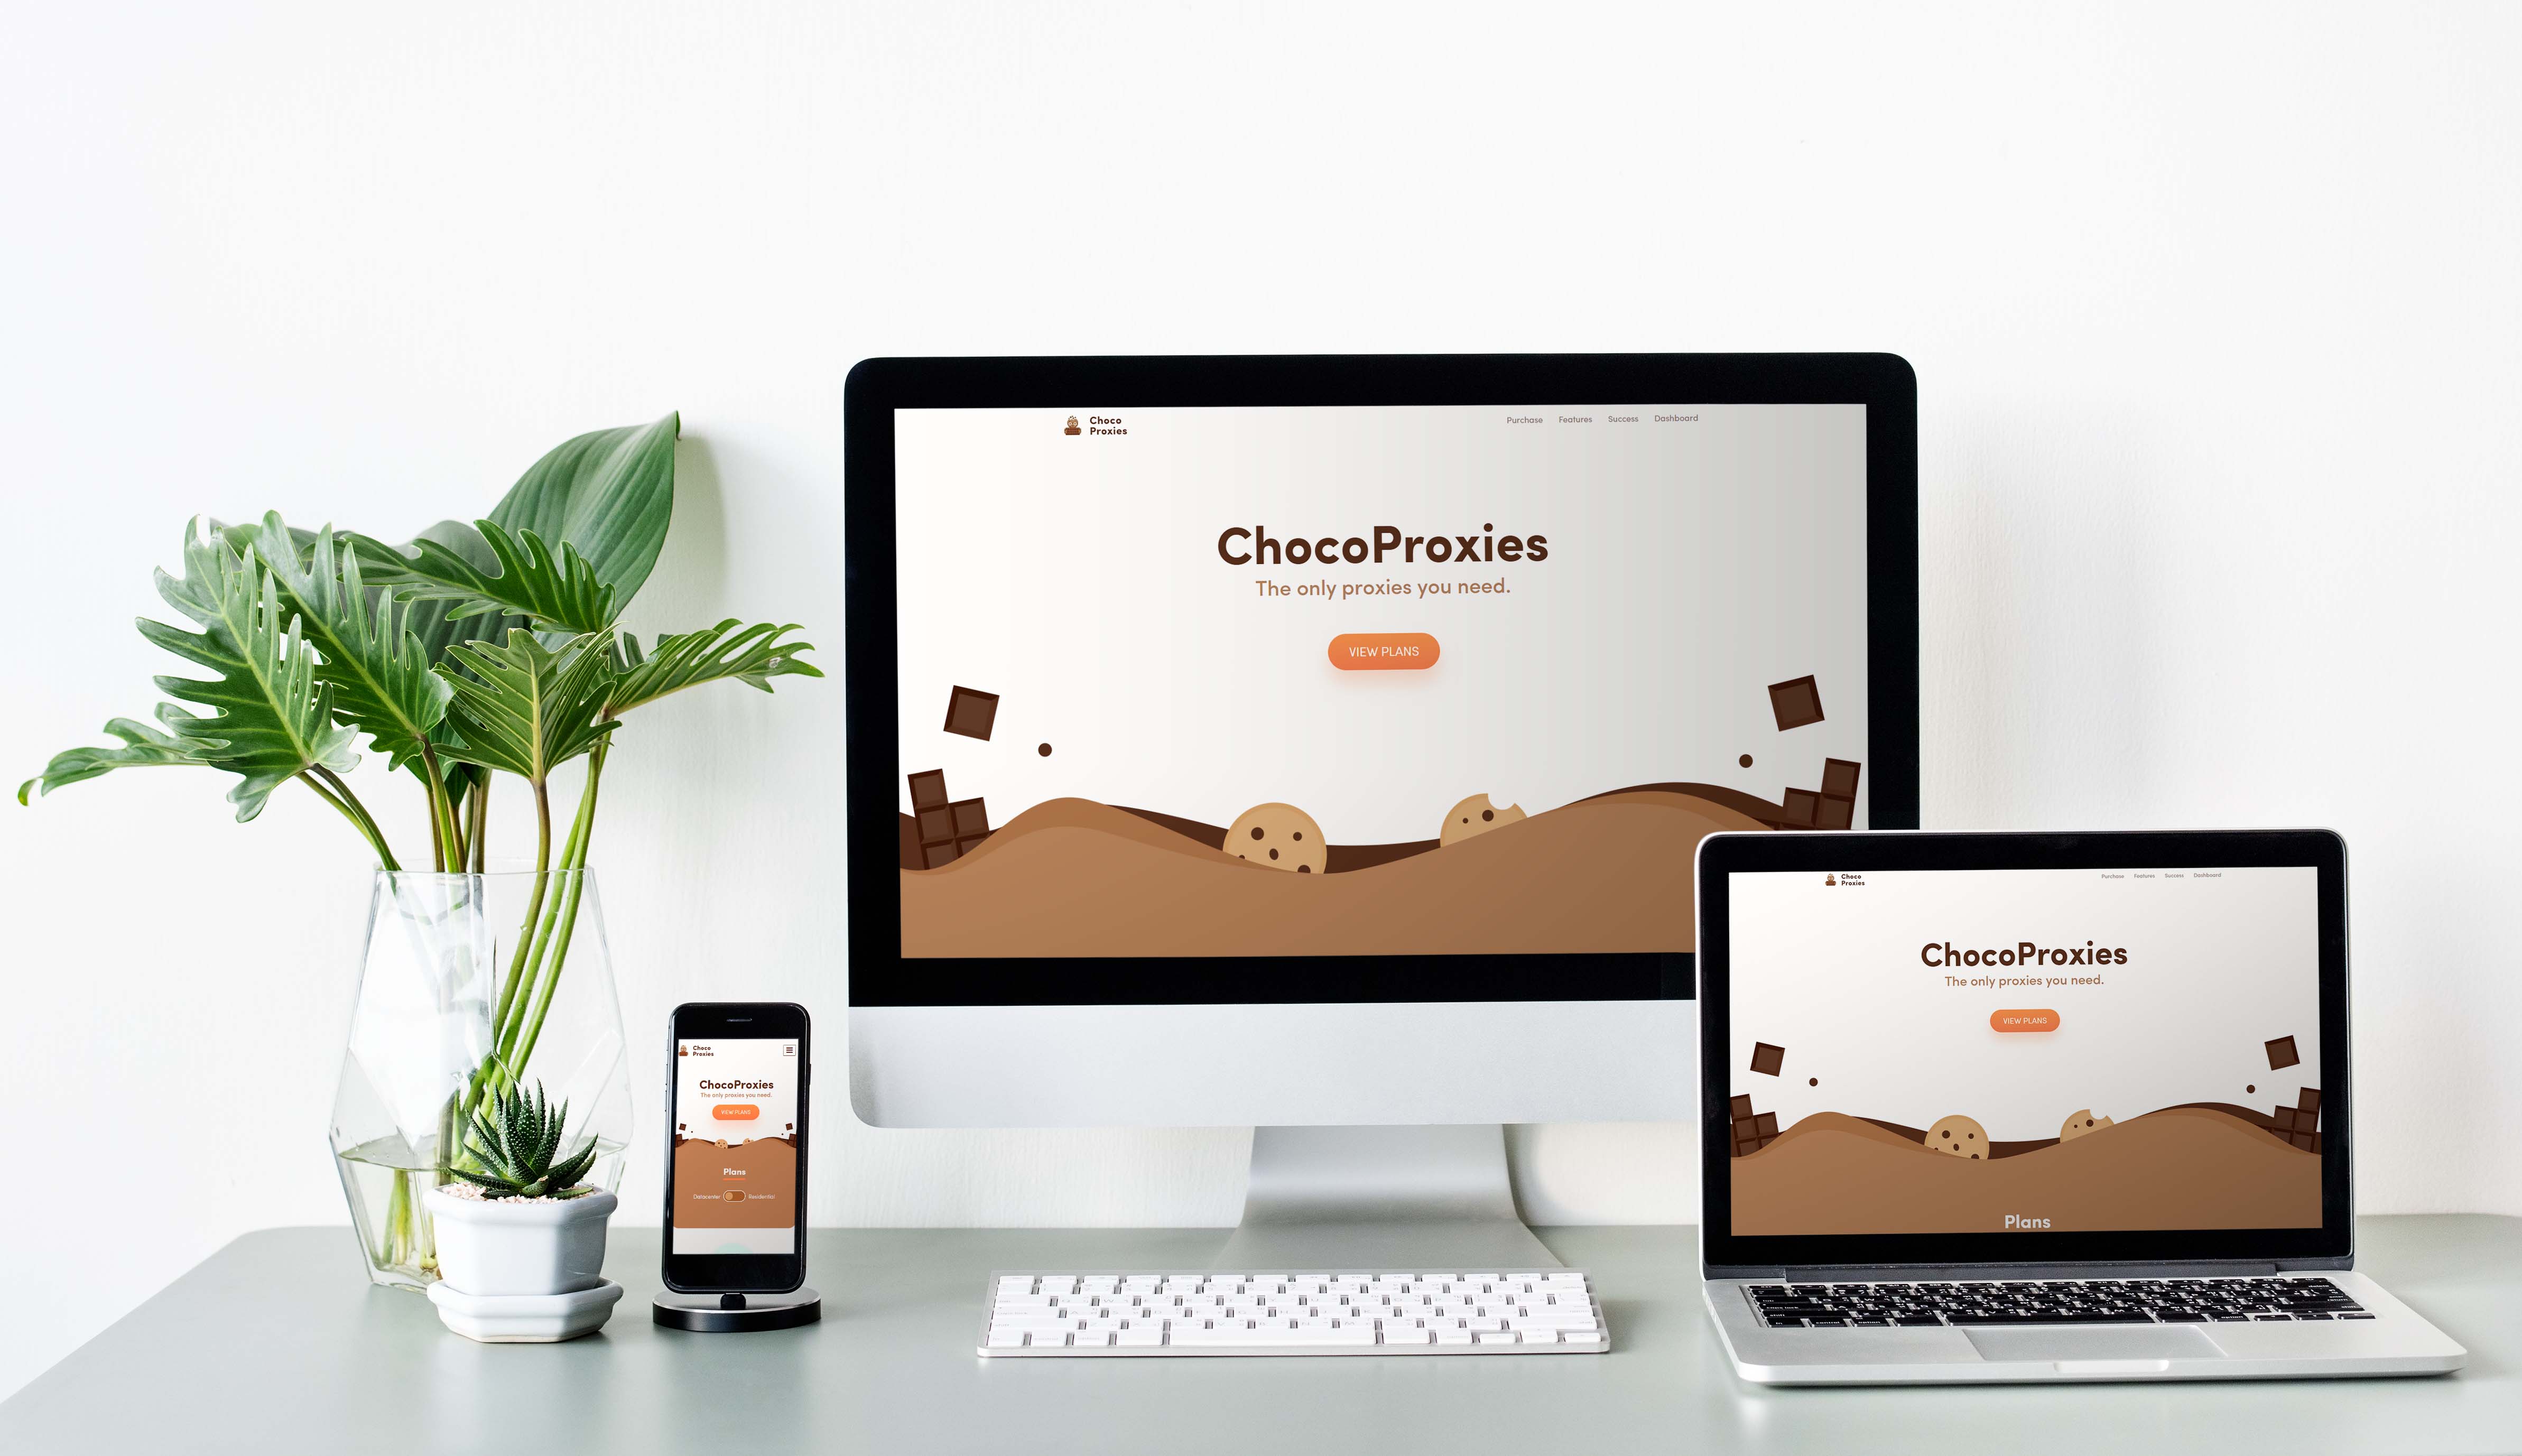 Choco
Proxies
Purchase Features Success Dashboard
ChocoProxies
The only proxies you need.
VIEW PLANS
Choco
Proxies
ChocoProxies
The only proxies you need.
VIEW PLANS
Plans
Datacenter Residential
Choco
Proxies
Purchase Features Success Dashboard
ChocoProxies
The only proxies you need.
VIEW PLANS
Plans